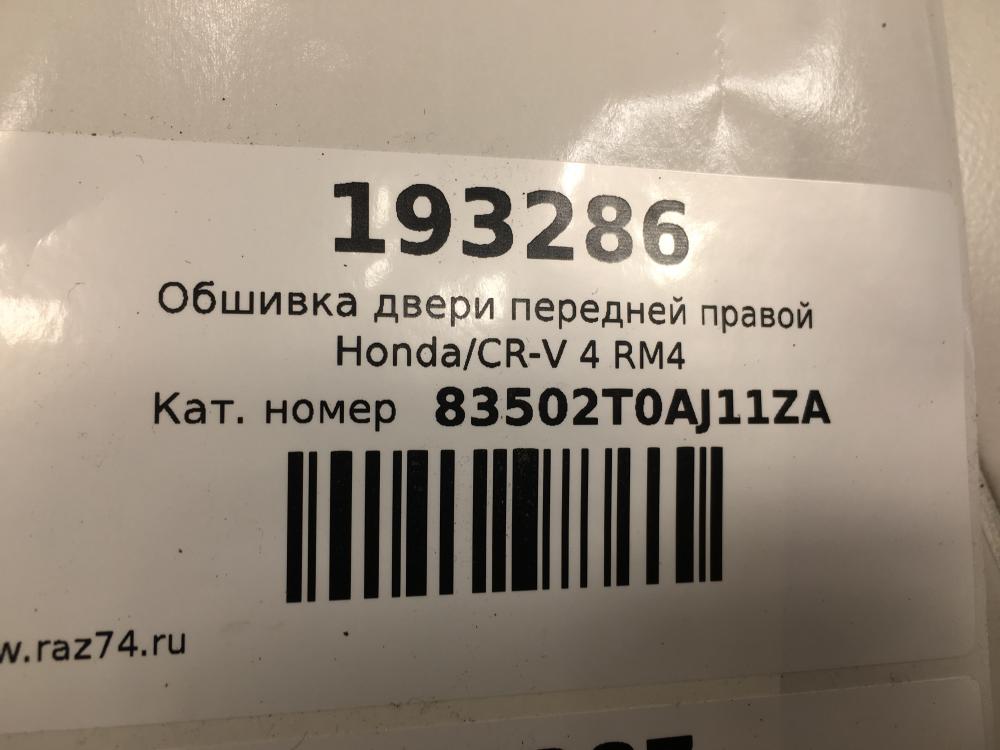 193286
Обшивка двери передней правой
Honda/CR-V 4 RM4
Кат. номер 83502T0AJ11ZA
w.raz74.ru